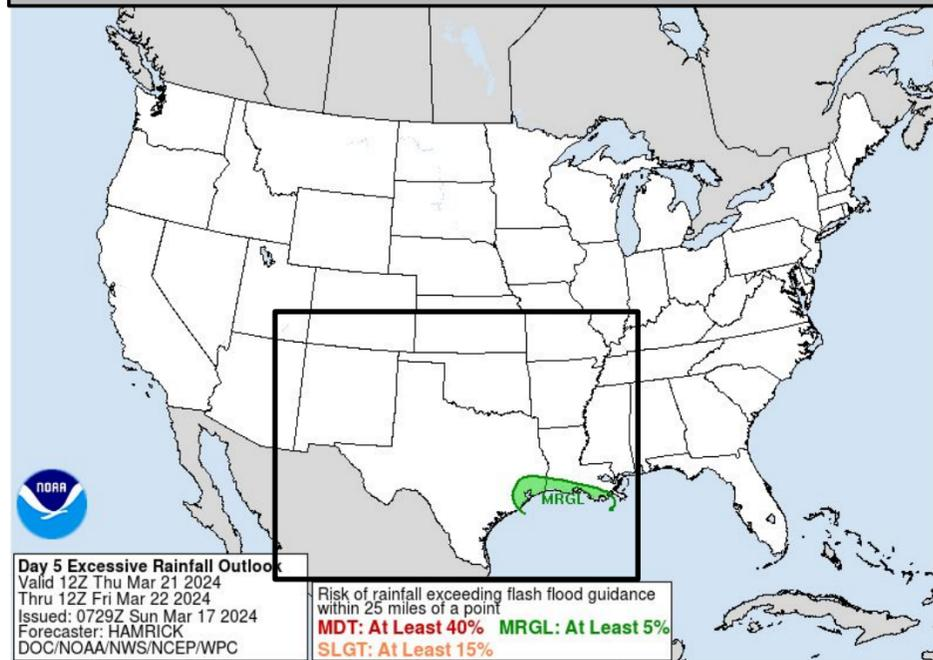 NOAA
MRGL
Day 5 Excessive Rainfall Outlook
Valid 12Z Thu Mar 21 2024
Thru 12Z Fri Mar 22 2024
Issued: 0729Z Sun Mar 17 2024
Forecaster: HAMRICK
DOC/NOAA/NWS/NCEP/WPC
Risk of rainfall exceeding flash flood guidance
within 25 miles of a point
MDT: At Least 40% MRGL: At Least 5%
SLGT: At Least 15%